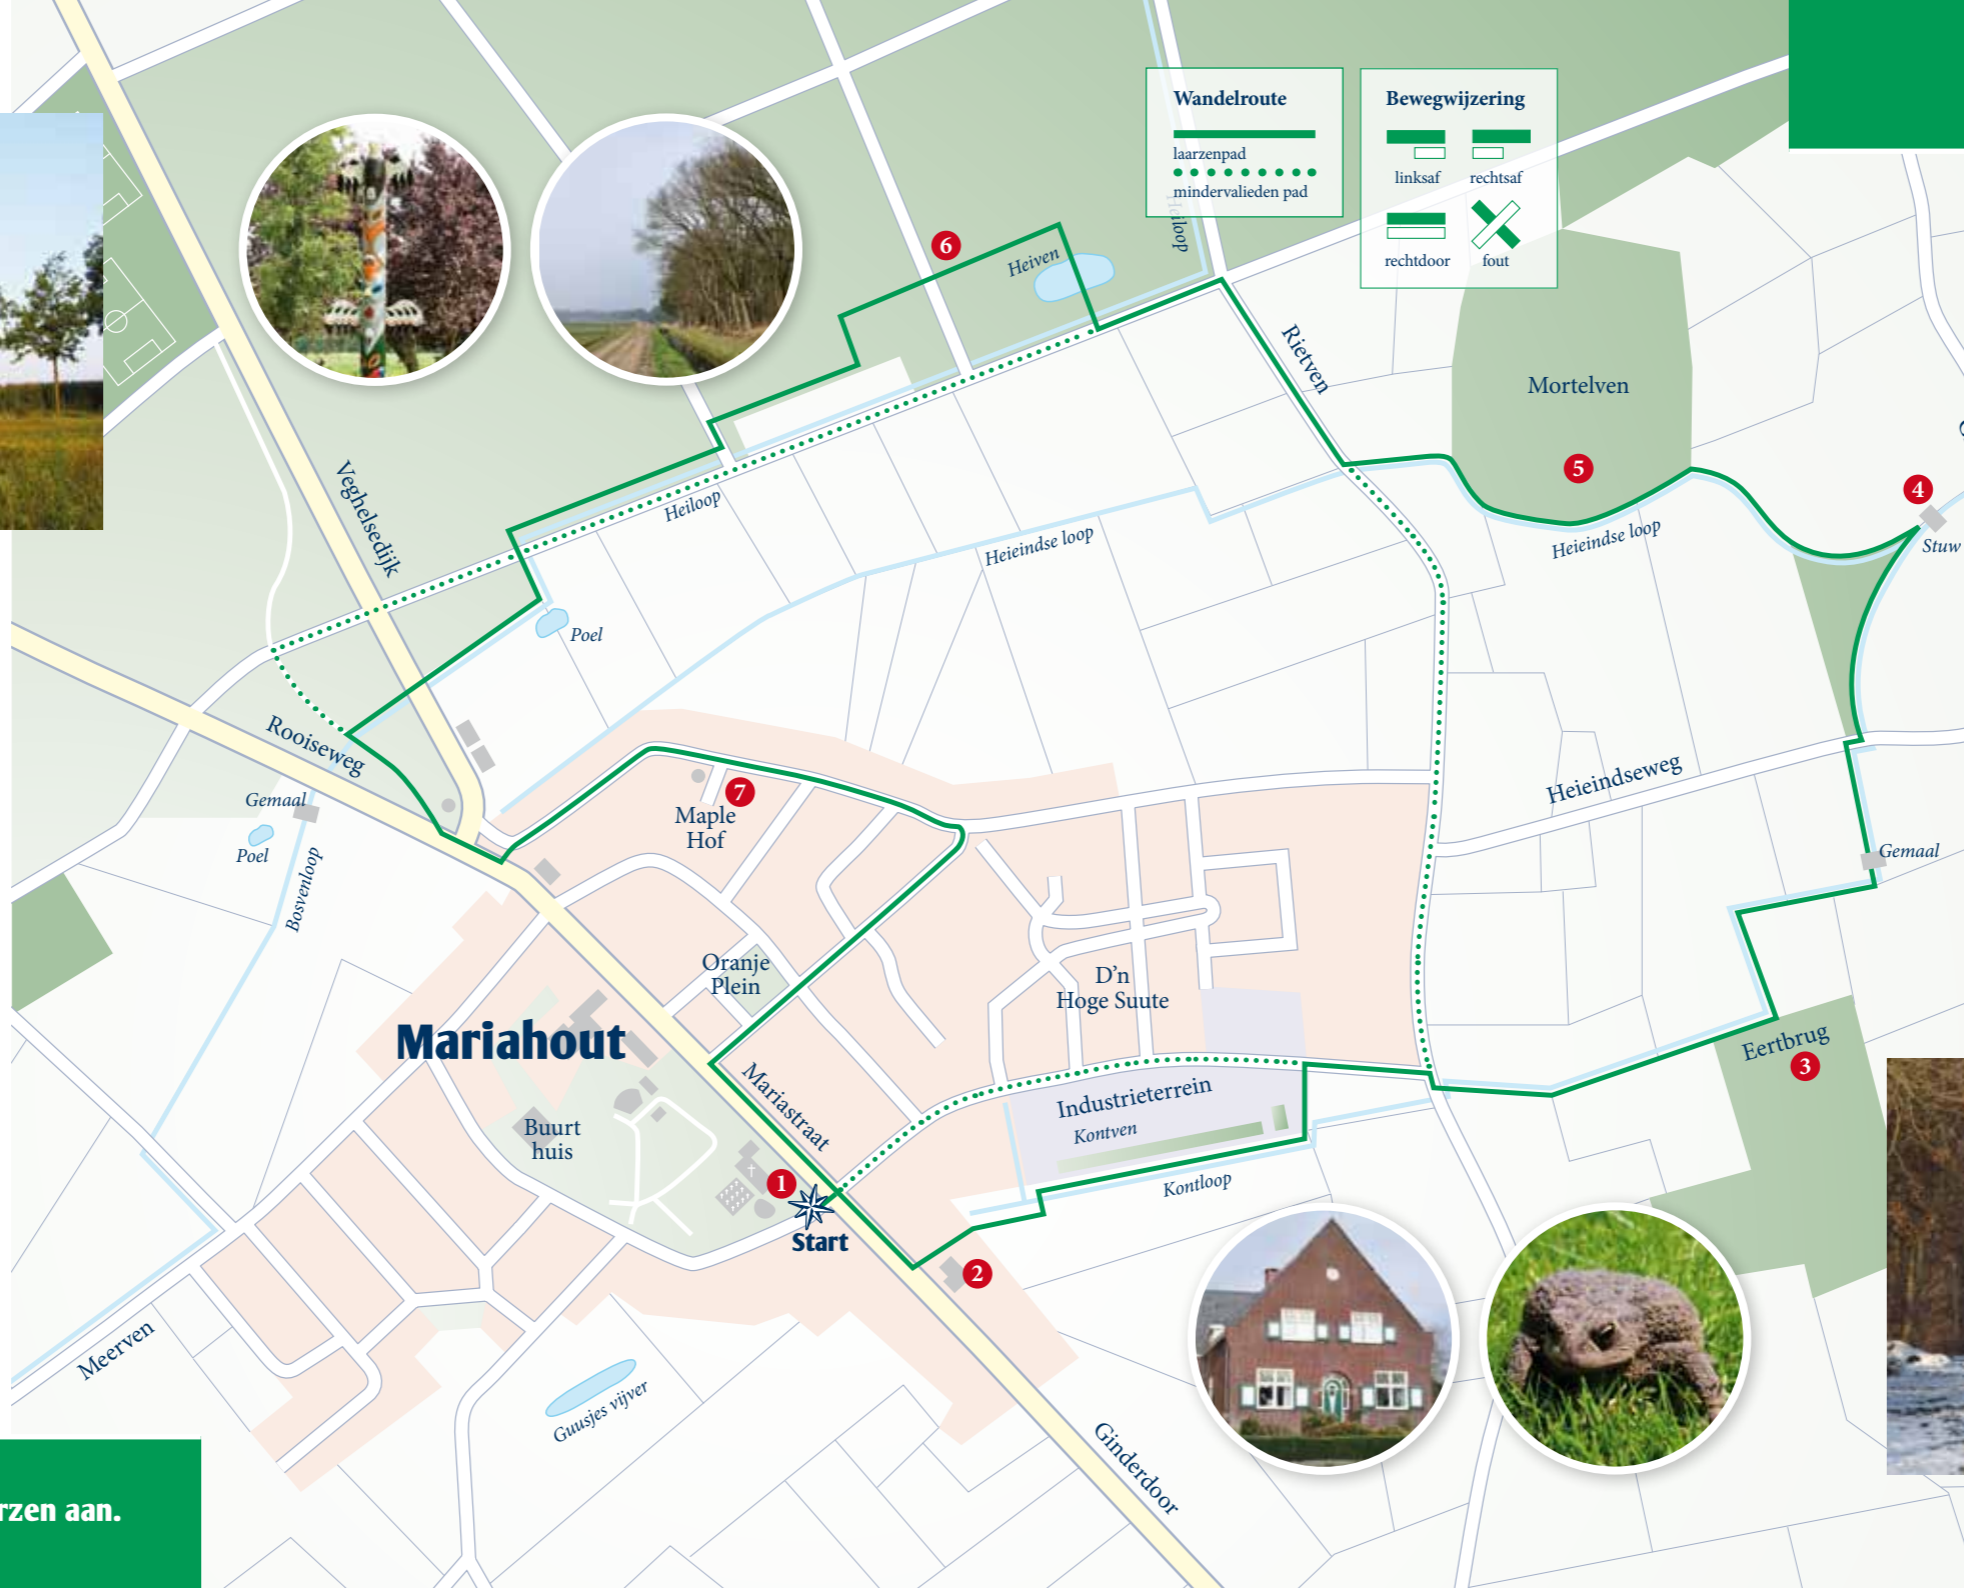 Wandelroute
laarzenpad
mindervalieden pad
Bewegwijzering
linksaf
rechtsaf
rechtdoor
fout
Heiloop
6
Heiven
Rietven
Mortelven
5
4
Stuw
Heieindse loop
Veghelsedijk
Heiloop
Heieindse loop
Poel
Rooiseweg
Gemaal
Poel
Bosvenloop
7
Maple
Hof
Heieindseweg
Gemaal
Oranje
Plein
D'n
Hoge Suute
Mariahout
Eertbrug
3
Mariastraat
Industrieterrein
Kontven
Buurt
huis
Kontloop
1
Start
2
Meerven
Guusjes vijver
Ginderdoor
rzen aan.